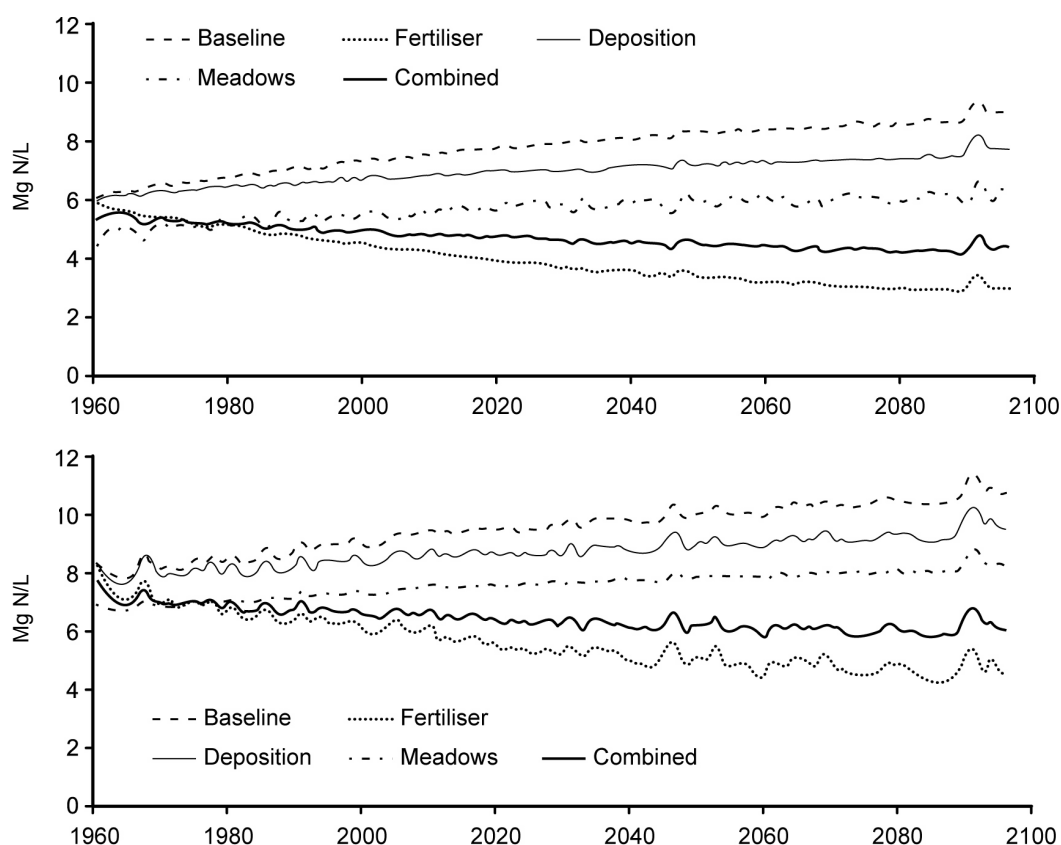 12
Baseline Fertiliser Deposition
Meadows Combined
10
8
6
4
2
0
Mg N/L
1960 1980 2000 2020 2040 2060 2080 2100
12
10
8
6
4
2
0
Mg N/L
Baseline Fertiliser
Deposition Meadows Combined
1960 1980 2000 2020 2040 2060 2080 2100